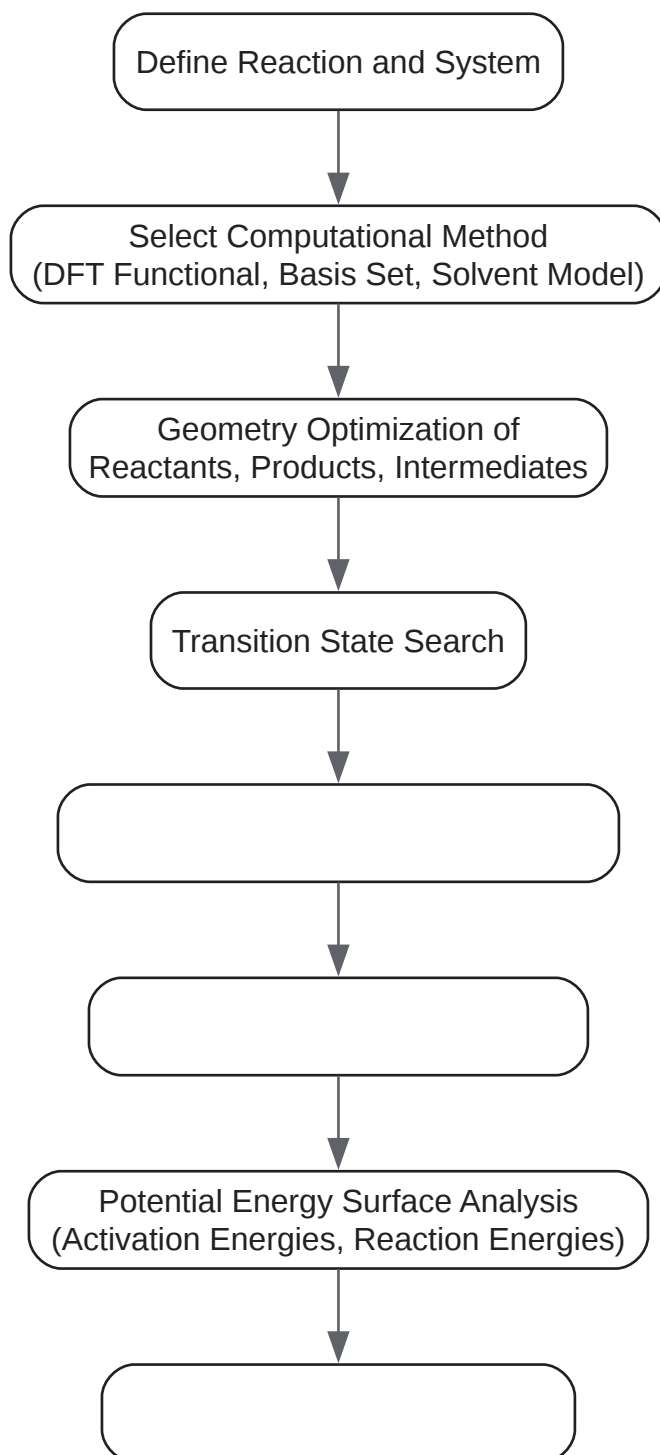 Define Reaction and System
Select Computational Method
(DFT Functional, Basis Set, Solvent Model)
Geometry Optimization of
Reactants, Products, Intermediates
Transition State Search
Potential Energy Surface Analysis
(Activation Energies, Reaction Energies)